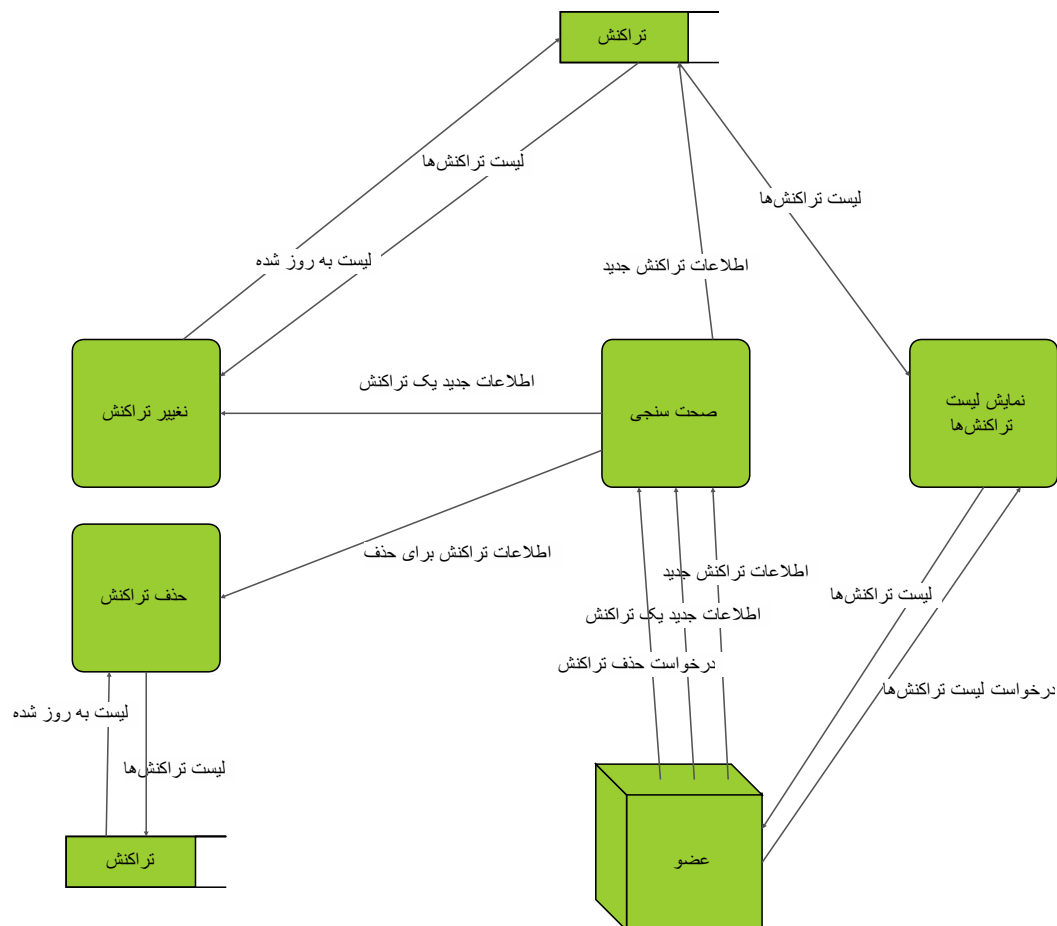 تراکنش
لیست تراکنش‌ها
لیست تراکنش‌ها
لیست به روز شده
اطلاعات تراکنش جدید
اطلاعات جدید یک تراکنش
تغییر تراکنش
صحت سنجی
نمایش لیست
تراکنش‌ها
اطلاعات تراکنش برای حذف
اطلاعات تراکنش جدید
حذف تراکنش
لیست تراکنش‌ها
اطلاعات جدید یک تراکنش
درخواست حذف تراکنش
درخواست لیست تراکنش‌ها
لیست به روز شده
لیست تراکنش‌ها
تراکنش
عضو